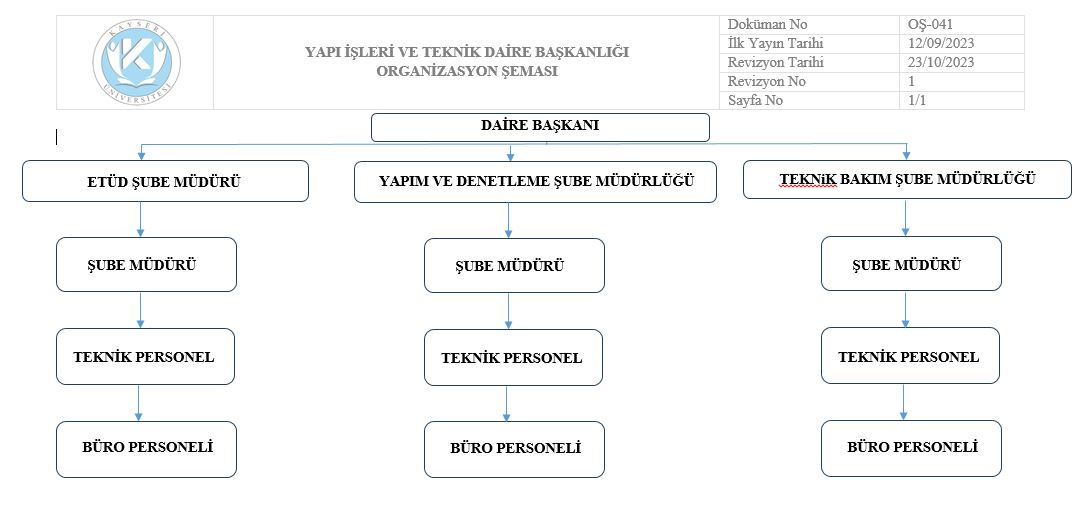 KAYSERİ
ÜNİVERSİTESİ
YAPI İŞLERİ VE TEKNİK DAİRE BAŞKANLIĞI
ORGANİZASYON ŞEMASI
Doküman No OŞ-041
İlk Yayın Tarihi 12/09/2023
Revizyon Tarihi 23/10/2023
Revizyon No 1
Sayfa No 1/1
DAİRE BAŞKANI
ETÜD ŞUBE MÜDÜRÜ
YAPIM VE DENETLEME ŞUBE MÜDÜRLÜĞÜ
TEKNiK BAKIM ŞUBE MÜDÜRLÜĞÜ
ŞUBE MÜDÜRÜ
ŞUBE MÜDÜRÜ
ŞUBE MÜDÜRÜ
TEKNİK PERSONEL
TEKNİK PERSONEL
TEKNİK PERSONEL
BÜRO PERSONELİ
BÜRO PERSONELİ
BÜRO PERSONELİ